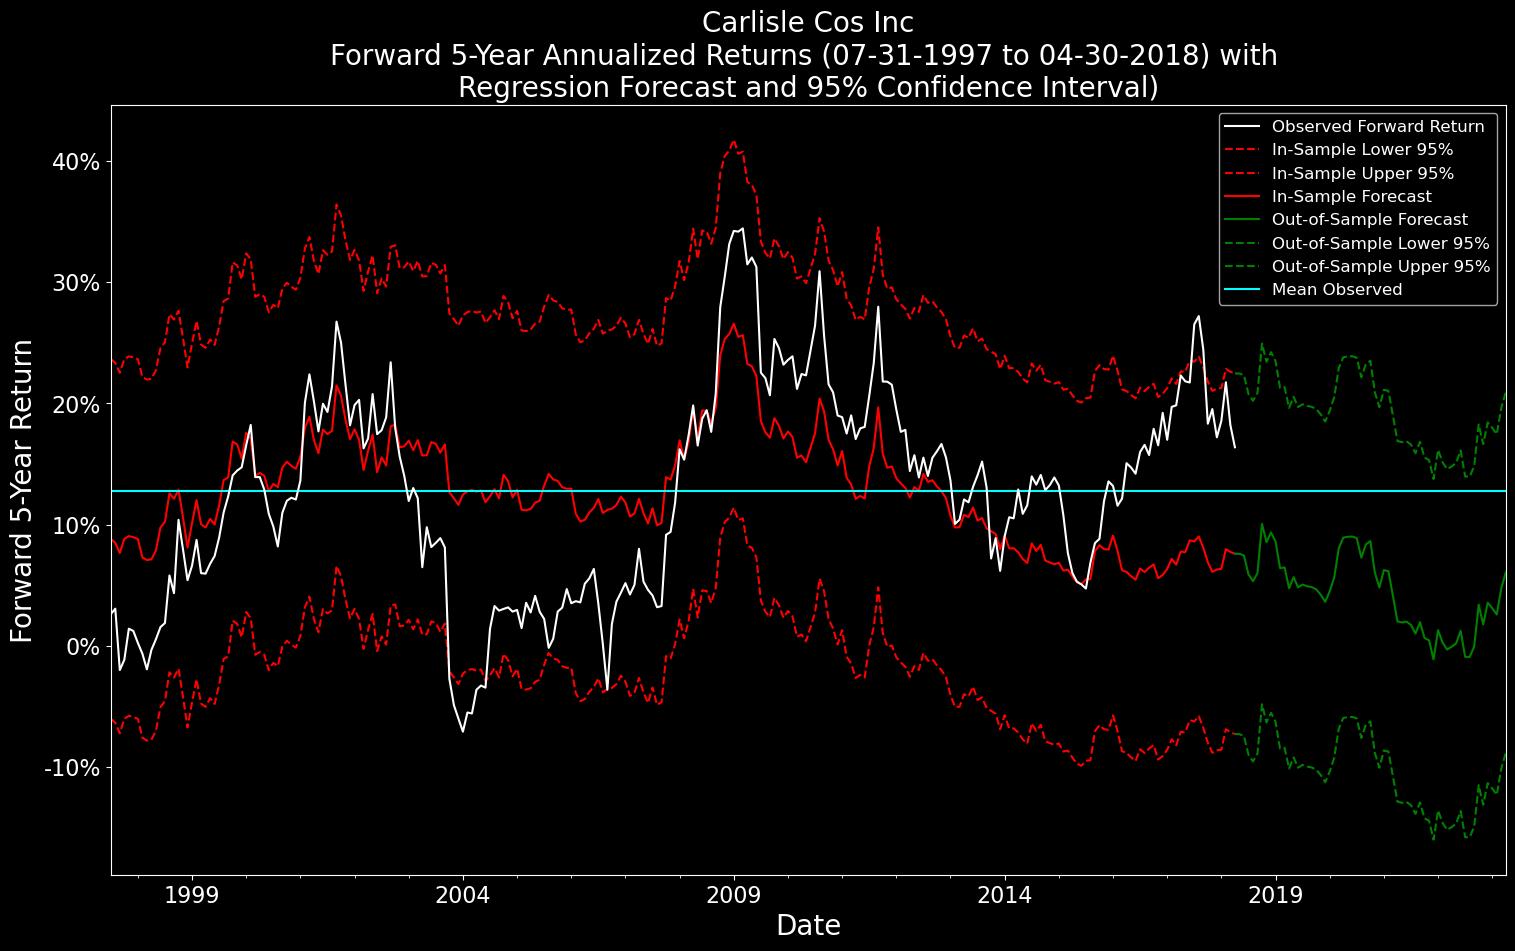 Carlisle Cos Inc
Forward 5-Year Annualized Returns (07-31-1997 to 04-30-2018) with
Regression Forecast and 95% Confidence Interval)
Forward 5-Year Return
40%
30%
20%
10%
0%
-10%
Observed Forward Return
In-Sample Lower 95%
In-Sample Upper 95%
In-Sample Forecast
Out-of-Sample Forecast
Out-of-Sample Lower 95%
Out-of-Sample Upper 95%
Mean Observed
1999
2004
2009
2014
2019
Date